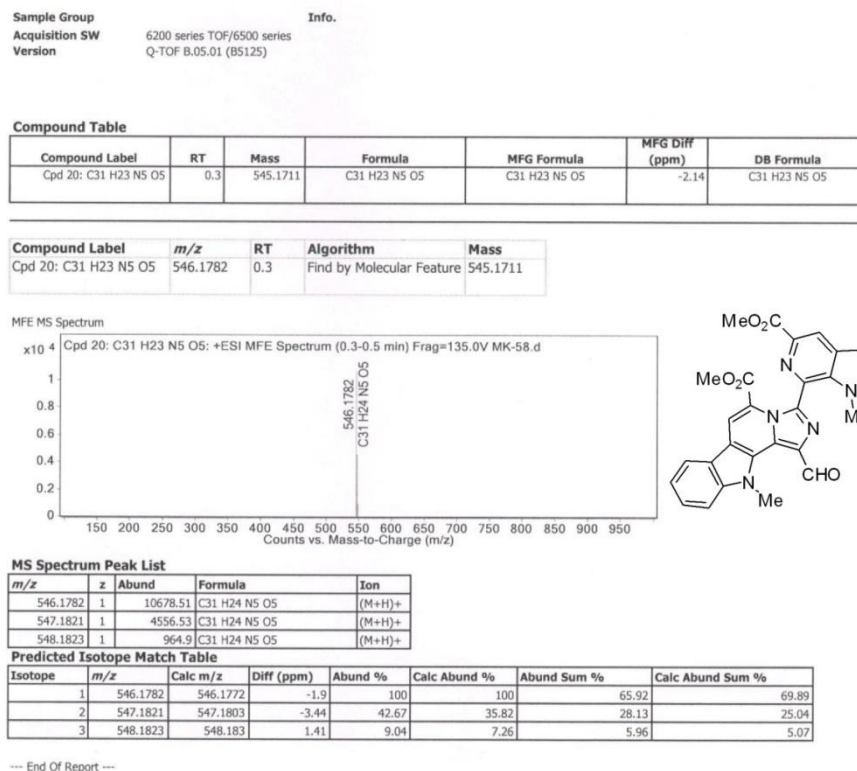 Sample Group Info.
Acquisition SW 6200 series TOF/6500 series
Version Q-TOF B.05.01 (B5125)
Compound Table
Compound Label RT Mass Formula MFG Formula MFG Diff (ppm) DB Formula
Cpd 20: C31 H23 N5 O5 0.3 545.1711 C31 H23 N5 O5 C31 H23 N5 O5 -2.14 C31 H23 N5 O5
Compound Label m/z RT Algorithm Mass
Cpd 20: C31 H23 N5 O5 546.1782 0.3 Find by Molecular Feature 545.1711
MFE MS Spectrum
x10 4 Cpd 20: C31 H23 N5 O5: +ESI MFE Spectrum (0.3-0.5 min) Frag=135.0V MK-58.d
1
0.8
0.6
0.4
0.2
0
546.1782
C31 H24 N5 O5
150 200 250 300 350 400 450 500 550 600 650 700 750 800 850 900 950
Counts vs. Mass-to-Charge (m/z)
MeO₂C
N
N
M
MeO₂C
N
N
CHO
N
Me
MS Spectrum Peak List
m/z z Abund Formula Ion
546.1782 1 10678.51 C31 H24 N5 O5 (M+H)+
547.1821 1 4556.53 C31 H24 N5 O5 (M+H)+
548.1823 1 964.9 C31 H24 N5 O5 (M+H)+
Predicted Isotope Match Table
Isotope m/z Calc m/z Diff (ppm) Abund % Calc Abund % Abund Sum % Calc Abund Sum %
1 546.1782 546.1772 -1.9 100 100 65.92 69.89
2 547.1821 547.1803 -3.44 42.67 35.82 28.13 25.04
3 548.1823 548.183 1.41 9.04 7.26 5.96 5.07
--- End Of Report ---